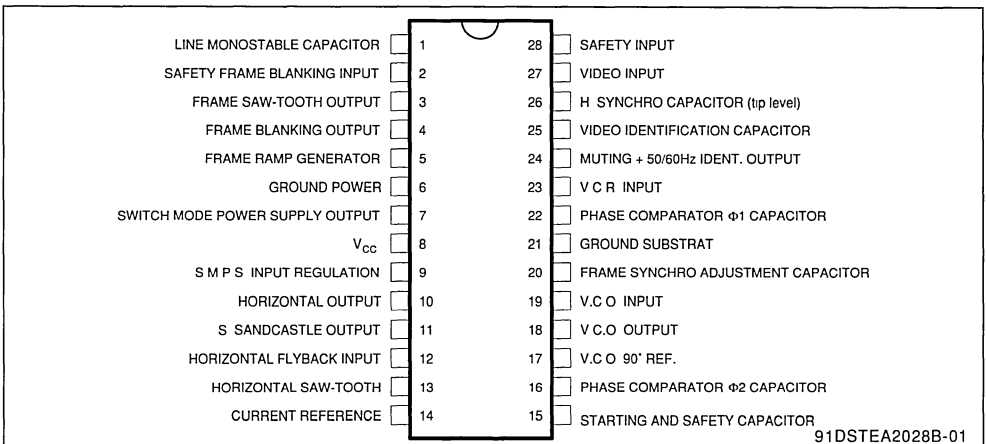 LINE MONOSTABLE CAPACITOR 1 28 SAFETY INPUT
SAFETY FRAME BLANKING INPUT 2 27 VIDEO INPUT
FRAME SAW-TOOTH OUTPUT 3 26 H SYNCHRO CAPACITOR (tip level)
FRAME BLANKING OUTPUT 4 25 VIDEO IDENTIFICATION CAPACITOR
FRAME RAMP GENERATOR 5 24 MUTING + 50/60Hz IDENT. OUTPUT
GROUND POWER 6 23 V C R INPUT
SWITCH MODE POWER SUPPLY OUTPUT 7 22 PHASE COMPARATOR Φ1 CAPACITOR
VCC 8 21 GROUND SUBSTRAT
S M P S INPUT REGULATION 9 20 FRAME SYNCHRO ADJUSTMENT CAPACITOR
HORIZONTAL OUTPUT 10 19 V.C O INPUT
S SANDCASTLE OUTPUT 11 18 V C.O OUTPUT
HORIZONTAL FLYBACK INPUT 12 17 V.C O 90° REF.
HORIZONTAL SAW-TOOTH 13 16 PHASE COMPARATOR Φ2 CAPACITOR
CURRENT REFERENCE 14 15 STARTING AND SAFETY CAPACITOR
91DSTEA2028B-01